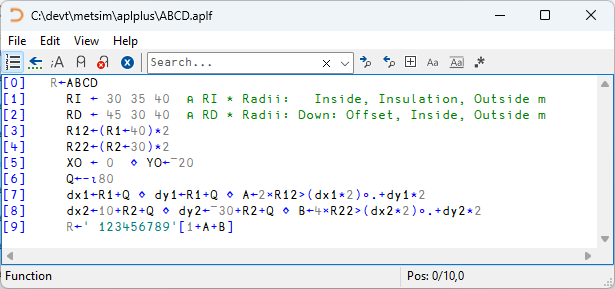 C:\devt\metsim\aplplus\ABCD.aplf
File Edit View Help
;A Search... Aa Aa .*
[0] R←ABCD
[1] RI ← 30 35 40 ⍝ RI * Radii: Inside, Insulation, Outside m
[2] RD ← 45 30 40 ⍝ RD * Radii: Down: Offset, Inside, Outside m
[3] R12←(R1←40)*2
[4] R22←(R2←30)*2
[5] XO ← 0 ⋄ YO←¯20
[6] Q←-⍳80
[7] dx1←R1+Q ⋄ dy1←R1+Q ⋄ A←2×R12>(dx1*2)∘.+dy1*2
[8] dx2←10+R2+Q ⋄ dy2←¯30+R2+Q ⋄ B←4×R22>(dx2*2)∘.+dy2*2
[9] R←' 123456789'[1+A+B]
Function Pos: 0/10,0